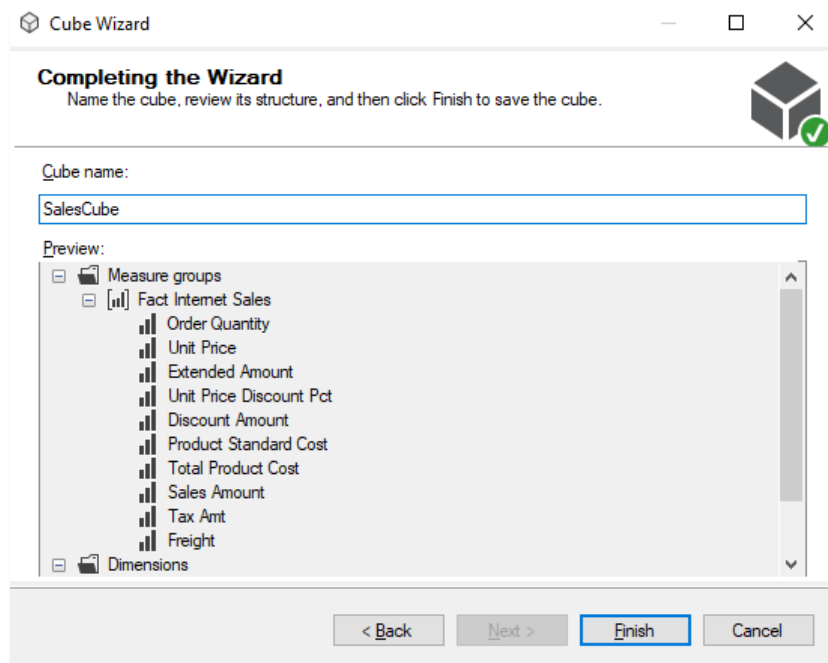 Cube Wizard
Completing the Wizard
Name the cube, review its structure, and then click Finish to save the cube.
Cube name:
SalesCube
Preview:
Measure groups
Fact Internet Sales
Order Quantity
Unit Price
Extended Amount
Unit Price Discount Pct
Discount Amount
Product Standard Cost
Total Product Cost
Sales Amount
Tax Amt
Freight
Dimensions
< Back Next > Finish Cancel